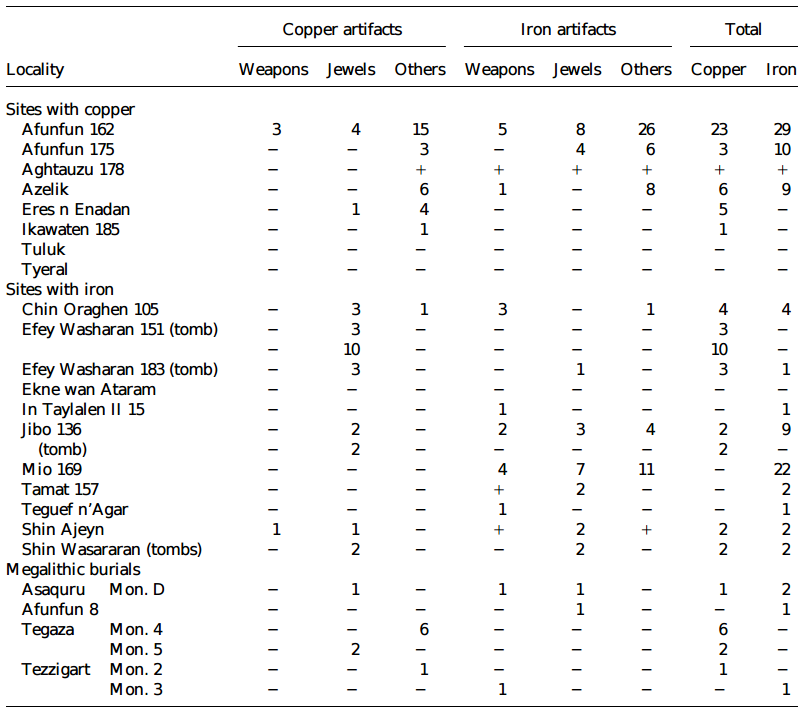 Copper artifacts Iron artifacts Total
Locality Weapons Jewels Others Weapons Jewels Others Copper Iron
Sites with copper
Afunfun 162 3 4 15 5 8 26 23 29
Afunfun 175 – – 3 – 4 6 3 10
Aghtauzu 178 – – + + + + + +
Azelik – – 6 1 – 8 6 9
Eres n Enadan – 1 4 – – – 5 –
Ikawaten 185 – – 1 – – – 1 –
Tuluk – – – – – – – –
Tyeral – – – – – – – –
Sites with iron
Chin Oraghen 105 – 3 1 3 – 1 4 4
Efey Washaran 151 (tomb) – 3 – – – – 3 –
– 10 – – – – 10 –
Efey Washaran 183 (tomb) – 3 – – 1 – 3 1
Ekne wan Ataram – – – – – – – –
In Taylalen II 15 – – – 1 – – – 1
Jibo 136 – 2 – 2 3 4 2 9
(tomb) – 2 – – – – 2 –
Mio 169 – – – 4 7 11 – 22
Tamat 157 – – – + 2 – – 2
Teguef n’Agar – – – 1 – – – 1
Shin Ajeyn 1 1 – + 2 + 2 2
Shin Wasararan (tombs) – 2 – – 2 – 2 2
Megalithic burials
Asaquru Mon. D – 1 – 1 1 – 1 2
Afunfun 8 – – – – 1 – – 1
Tegaza Mon. 4 – – 6 – – – 6 –
Mon. 5 – 2 – – – – 2 –
Tezzigart Mon. 2 – – 1 – – – 1 –
Mon. 3 – – – 1 – – – 1